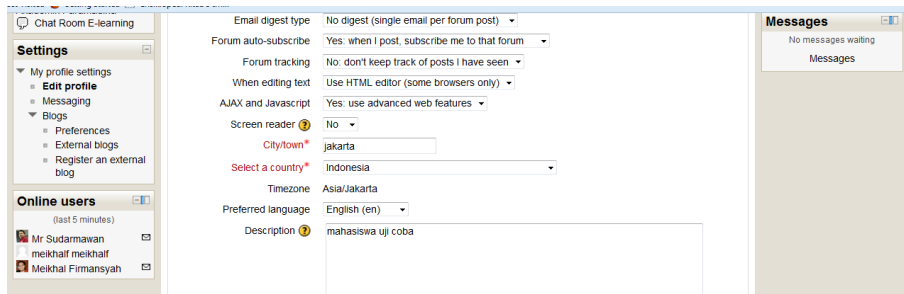 Chat Room E-learning
Settings
My profile settings
Edit profile
Messaging
Blogs
Preferences
External blogs
Register an external
blog
Online users
(last 5 minutes)
Mr Sudarmawan
meikhalf meikhalf
Meikhal Firmansyah
Email digest type No digest (single email per forum post)
Forum auto-subscribe Yes: when I post, subscribe me to that forum
Forum tracking No: don't keep track of posts I have seen
When editing text Use HTML editor (some browsers only)
AJAX and Javascript Yes: use advanced web features
Screen reader ? No
City/town* jakarta
Select a country* Indonesia
Timezone Asia/Jakarta
Preferred language English (en)
Description ? mahasiswa uji coba
Messages
No messages waiting
Messages